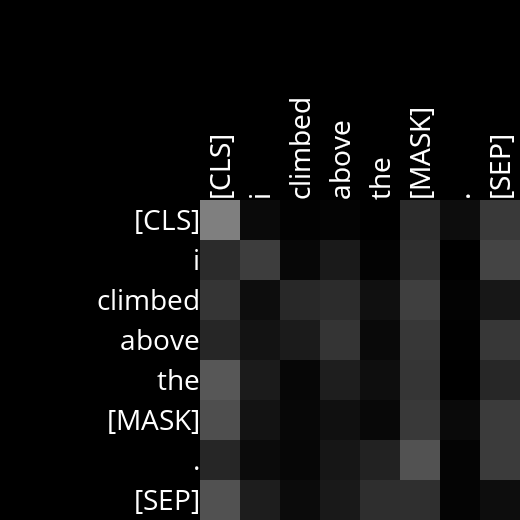 [CLS] i climbed above the [MASK] . [SEP]
[CLS]
i
climbed
above
the
[MASK]
.
[SEP]